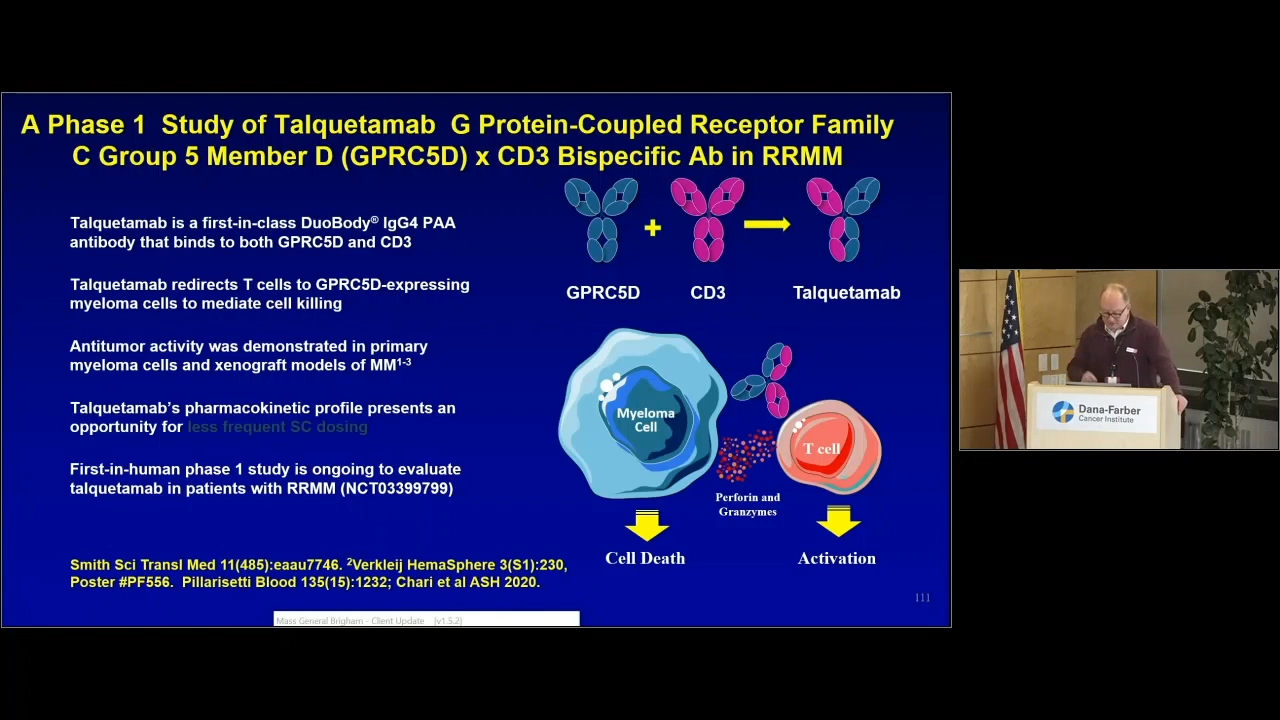 A Phase 1 Study of Talquetamab G Protein-Coupled Receptor Family
C Group 5 Member D (GPRC5D) x CD3 Bispecific Ab in RRMM
Talquetamab is a first-in-class DuoBody® IgG4 PAA
antibody that binds to both GPRC5D and CD3
Talquetamab redirects T cells to GPRC5D-expressing
myeloma cells to mediate cell killing
Antitumor activity was demonstrated in primary
myeloma cells and xenograft models of MM1-3
Talquetamab's pharmacokinetic profile presents an
opportunity for less frequent SC dosing
First-in-human phase 1 study is ongoing to evaluate
talquetamab in patients with RRMM (NCT03399799)
GPRC5D
CD3
Talquetamab
Myeloma
Cell
T cell
Perforin and
Granzymes
Cell Death
Activation
Smith Sci Transl Med 11(485):eaau7746. 2Verkleij HemaSphere 3(S1):230,
Poster #PF556. Pillarisetti Blood 135(15):1232; Chari et al ASH 2020.
111
Mass General Brigham - Client Update (v1.5.2)
Dana-Farber
Cancer Institute